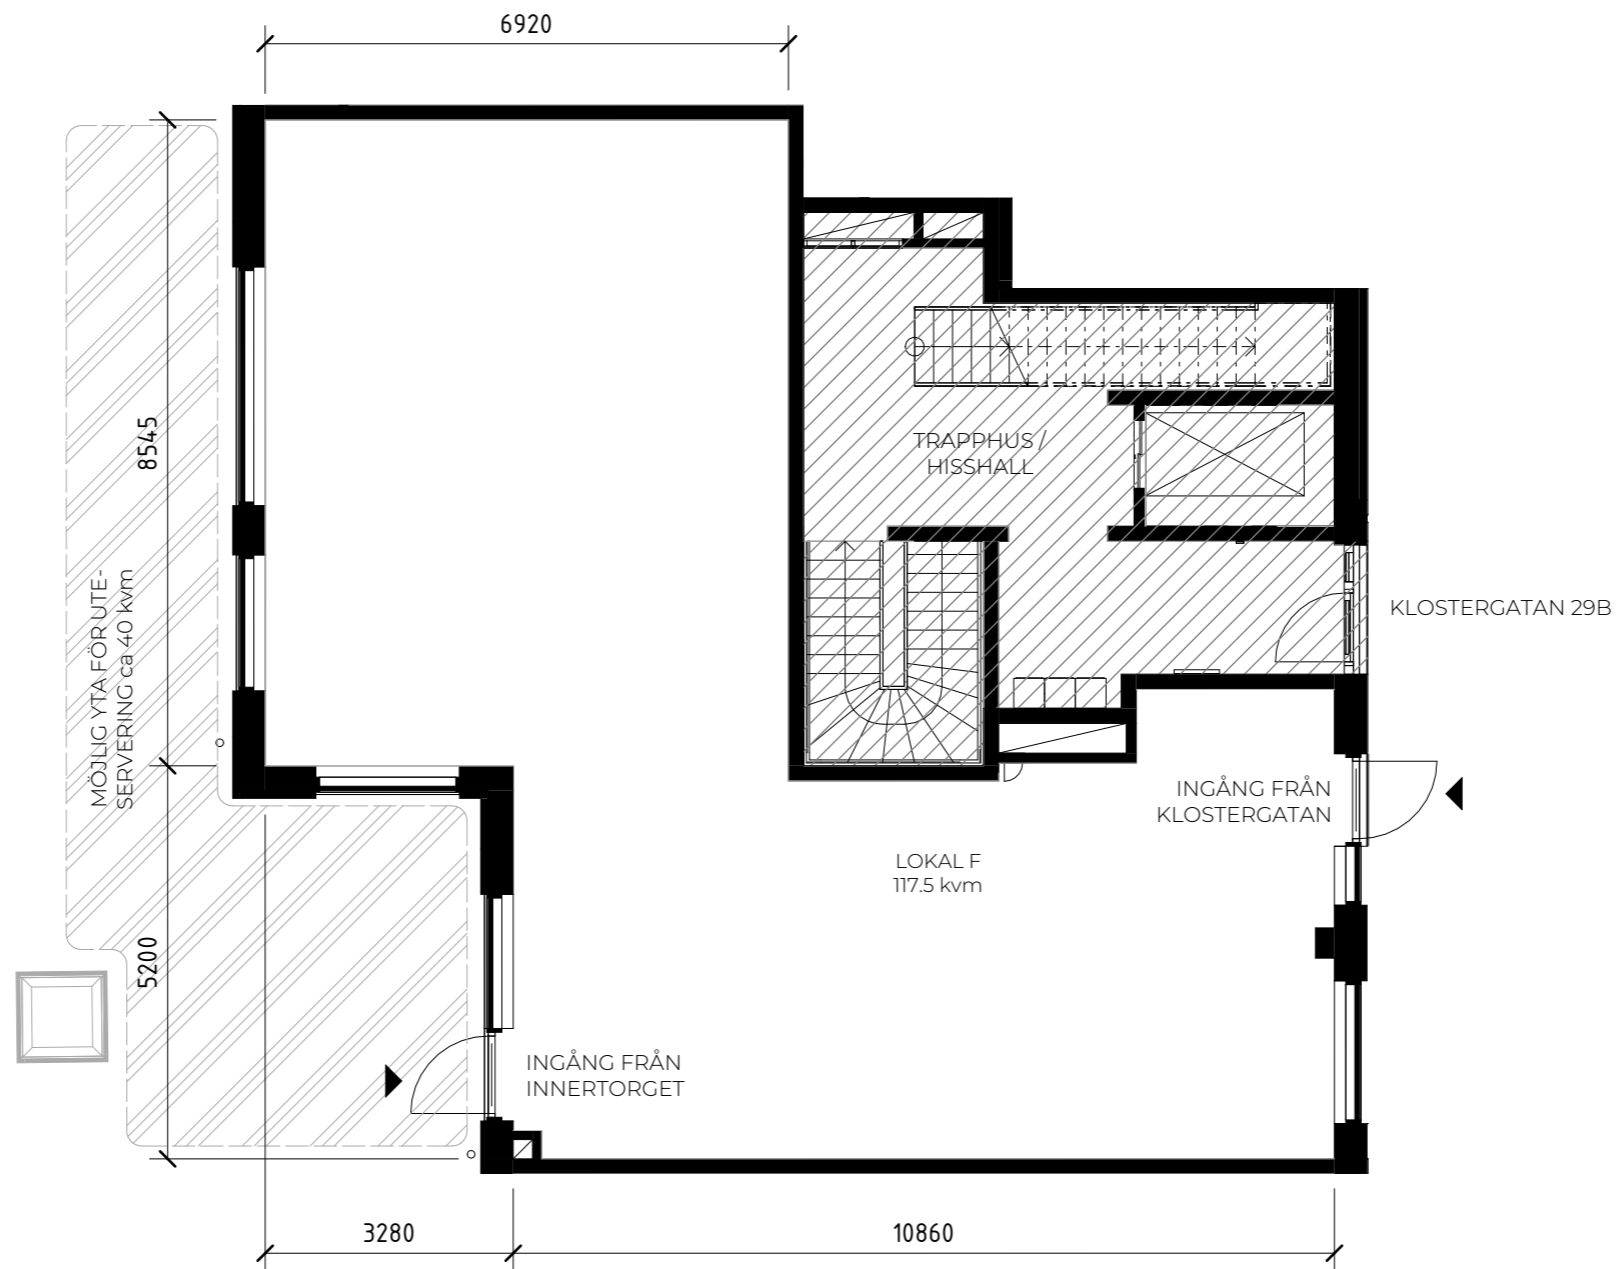 6920
8545
TRAPPHUS /
HISSHALL
MÖJLIG YTA FÖR UTE-
SERVERING ca 40 kvm
KLOSTERGATAN 29B
INGÅNG FRÅN
KLOSTERGATAN
LOKAL F
117.5 kvm
5200
INGÅNG FRÅN
INNERTORGET
3280
10860